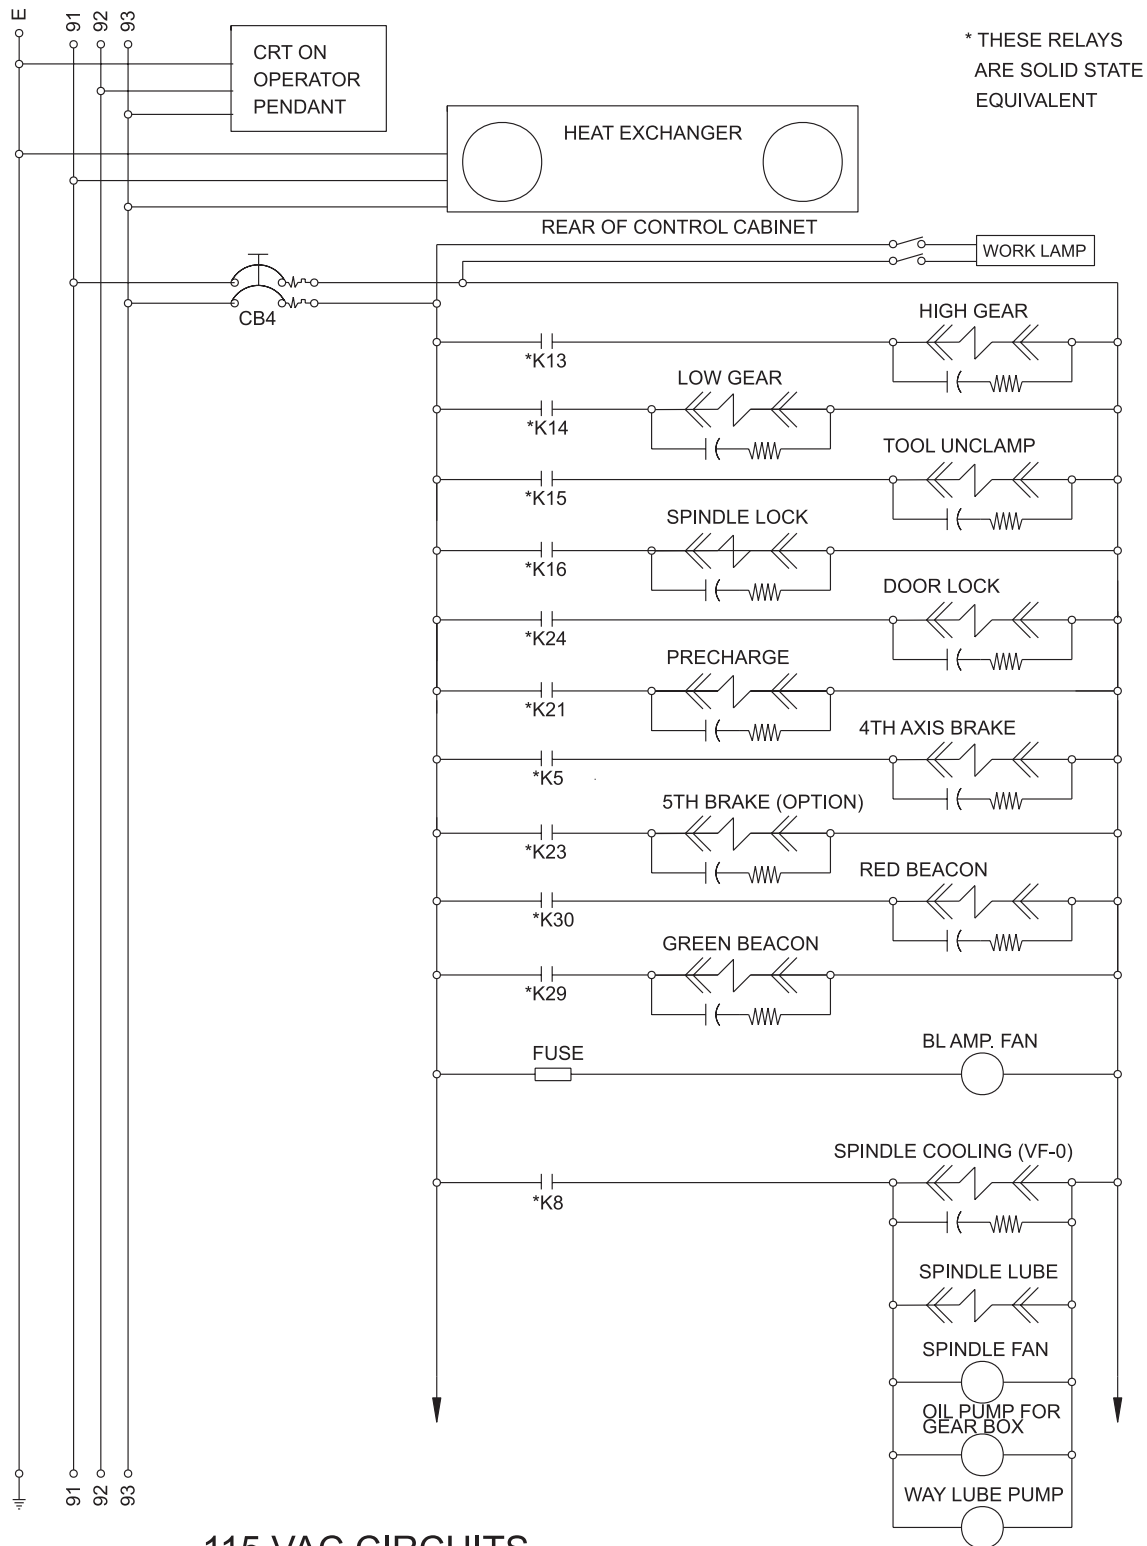 E
91
92
93
CRT ON
OPERATOR
PENDANT
* THESE RELAYS
ARE SOLID STATE
EQUIVALENT
HEAT EXCHANGER
REAR OF CONTROL CABINET
WORK LAMP
CB4
HIGH GEAR
*K13
LOW GEAR
*K14
TOOL UNCLAMP
*K15
SPINDLE LOCK
*K16
DOOR LOCK
*K24
PRECHARGE
*K21
4TH AXIS BRAKE
*K5
5TH BRAKE (OPTION)
*K23
RED BEACON
*K30
GREEN BEACON
*K29
FUSE
BL AMP. FAN
SPINDLE COOLING (VF-0)
*K8
SPINDLE LUBE
SPINDLE FAN
OIL PUMP FOR
GEAR BOX
WAY LUBE PUMP
91
92
93
115 VAC CIRCUITS